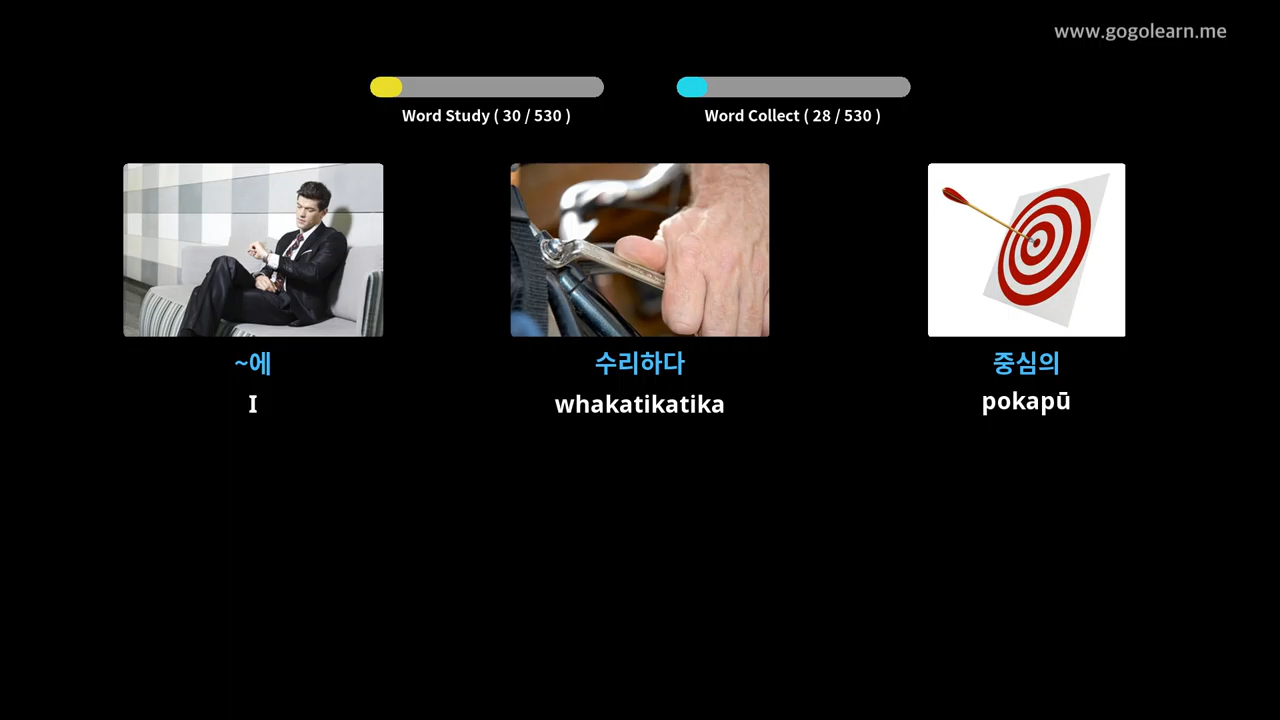 www.gogolearn.me
Word Study ( 30 / 530 )
Word Collect ( 28 / 530 )
~에
I
수리하다
whakatikatika
중심의
pokapū